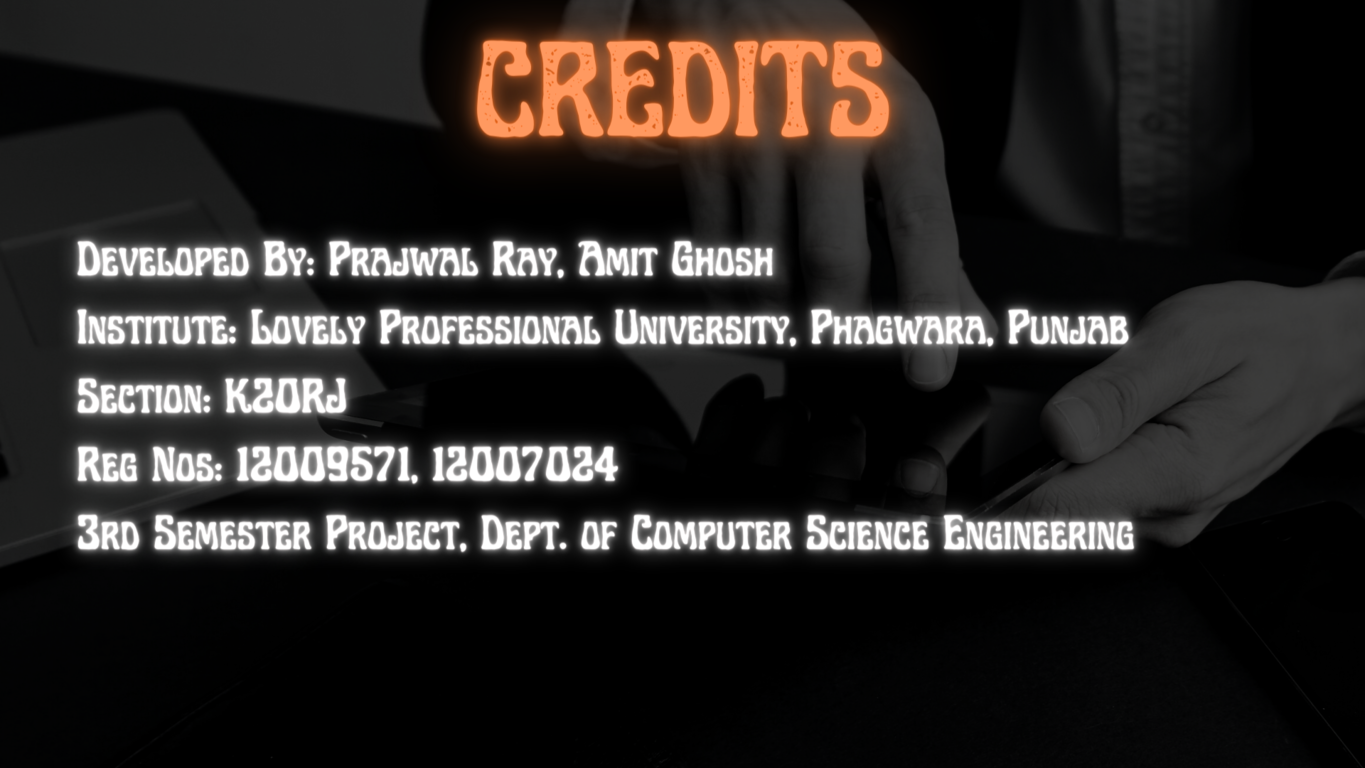 CREDITS
Developed By: Prajwal Ray, Amit Ghosh
Institute: Lovely Professional University, Phagwara, Punjab
Section: K20RJ
Reg Nos: 12009571, 12007024
3rd Semester Project, Dept. of Computer Science Engineering